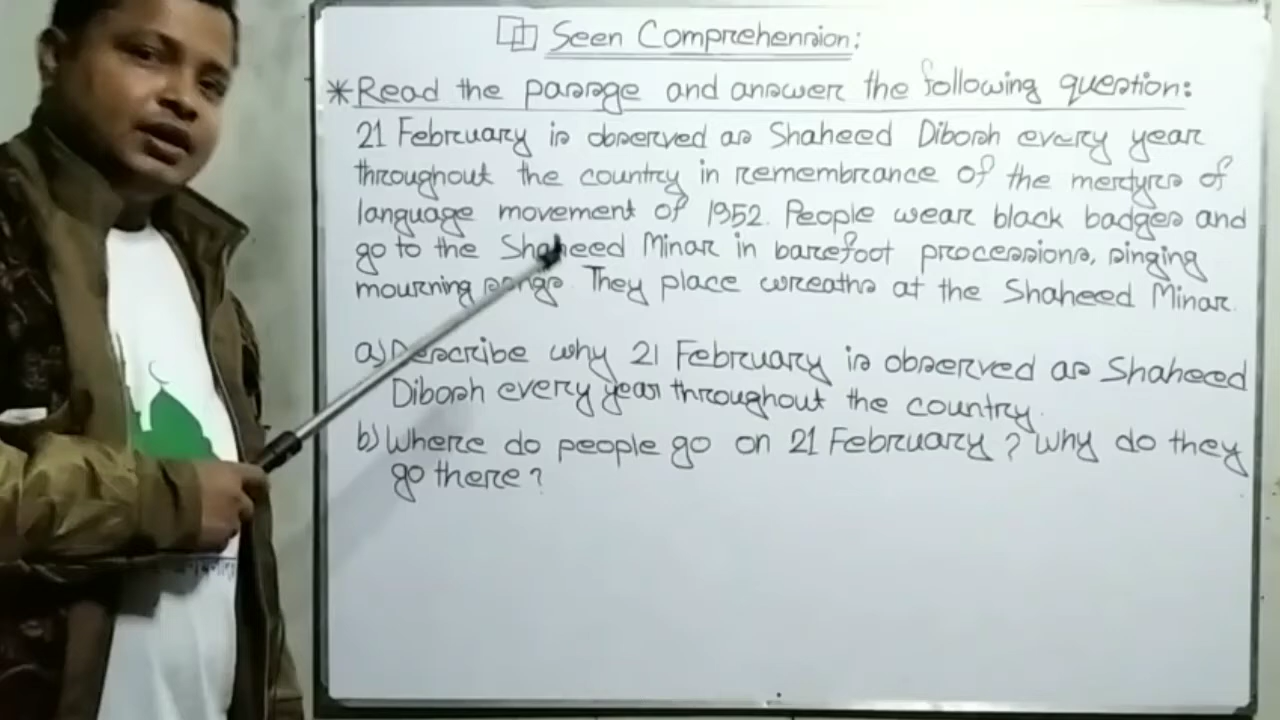 Seen Comprehension:
*Read the passage and answer the following question:
21 February is observed as Shaheed Dibosh every year
throughout the country in remembrance of the mertyrs of
language movement of 1952. People wear black badges and
go to the Shaheed Minar in barefoot processions, singing
mourning songs. They place wreaths at the Shaheed Minar.
a) Describe why 21 February is observed as Shaheed
Dibosh every year throughout the country.
b) Where do people go on 21 February? Why do they
go there?